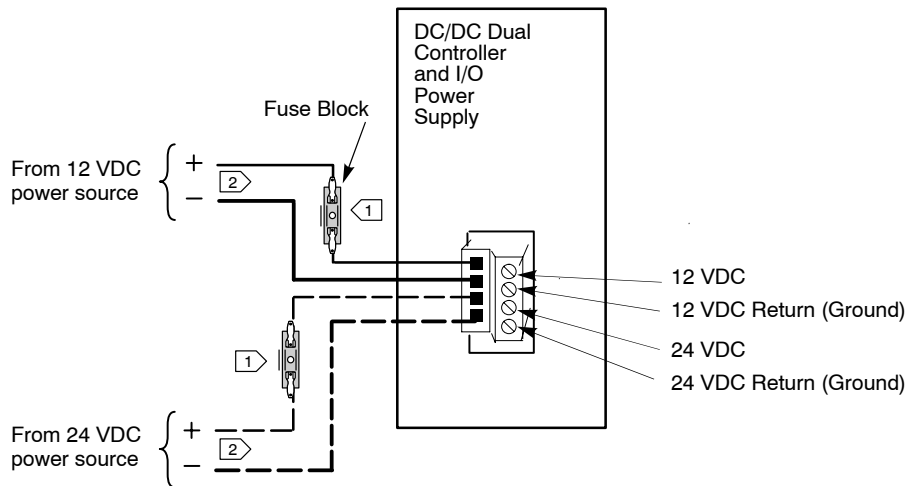 DC/DC Dual
Controller
and I/O
Power
Supply
Fuse Block
From 12 VDC
power source
+
−
2
1
12 VDC
12 VDC Return (Ground)
24 VDC
24 VDC Return (Ground)
1
From 24 VDC
power source
+
−
2